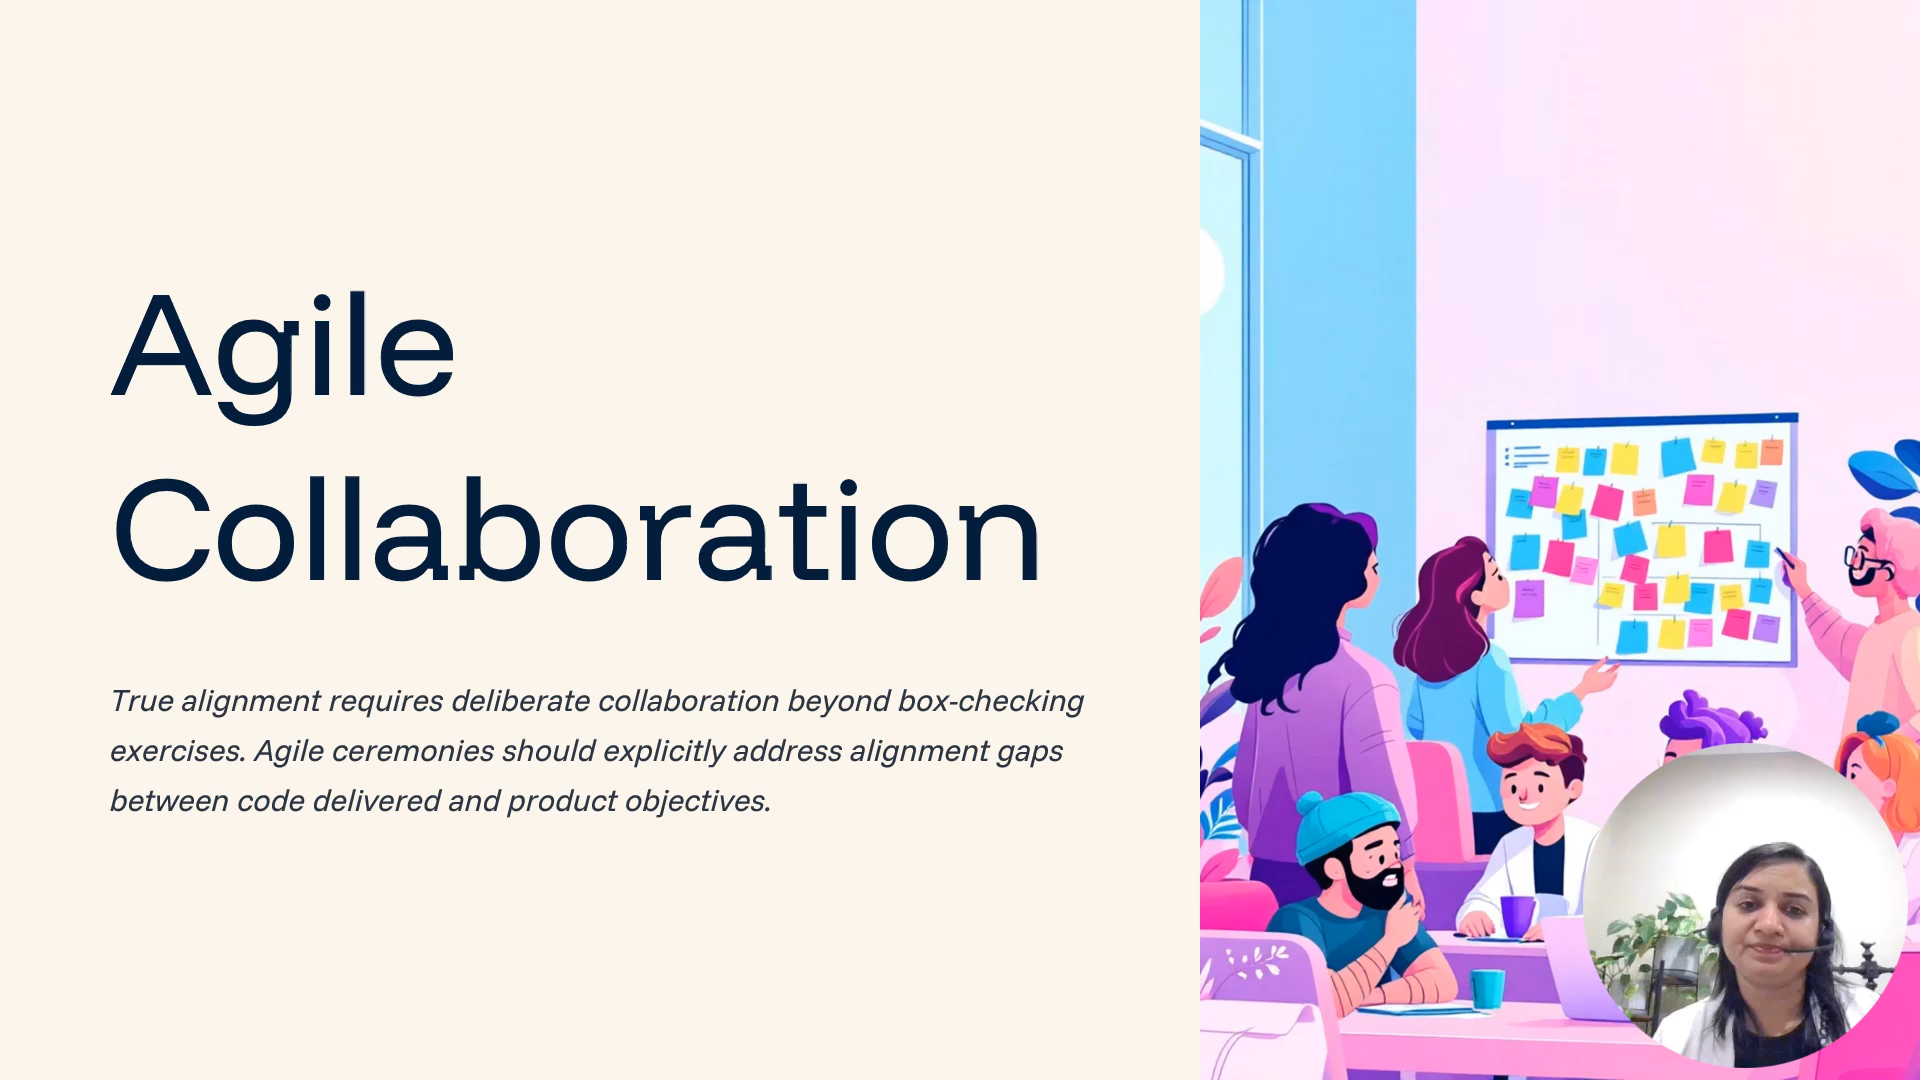 Agile
Collaboration
True alignment requires deliberate collaboration beyond box-checking
exercises. Agile ceremonies should explicitly address alignment gaps
between code delivered and product objectives.